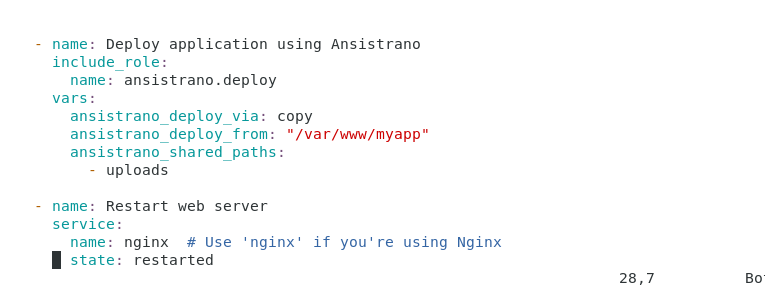 - name: Deploy application using Ansistrano
  include_role:
    name: ansistrano.deploy
  vars:
    ansistrano_deploy_via: copy
    ansistrano_deploy_from: "/var/www/myapp"
    ansistrano_shared_paths:
      - uploads
- name: Restart web server
  service:
    name: nginx  # Use 'nginx' if you're using Nginx
    state: restarted
28,7